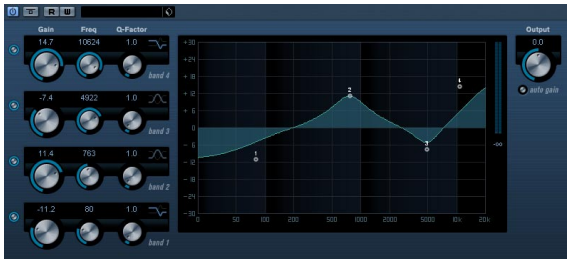 R W
Gain Freq Q-Factor
14.7 10624 1.0
band 4
-7.4 4922 1.0
band 3
11.4 763 1.0
band 2
-11.2 80 1.0
band 1
+30
+24
+18
+12
+6
0
-6
-12
-18
-24
-30
1
2
3
4
0 50 100 200 500 1000 2000 5000 10k 20k
-∞
Output
0.0
auto gain